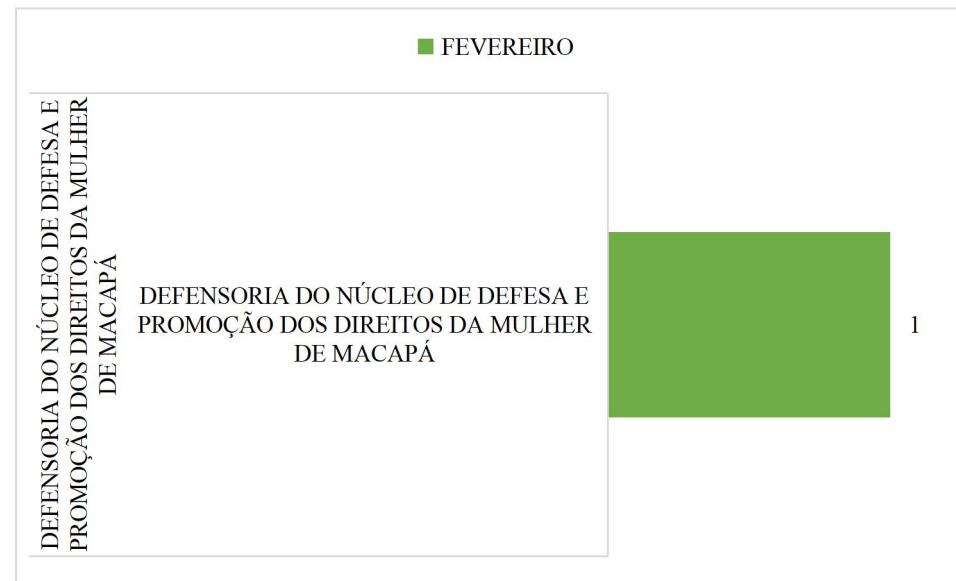 FEVEREIRO
DEFENSORIA DO NÚCLEO DE DEFESA E
PROMOÇÃO DOS DIREITOS DA MULHER
DE MACAPÁ
DEFENSORIA DO NÚCLEO DE DEFESA E
PROMOÇÃO DOS DIREITOS DA MULHER
DE MACAPÁ
1